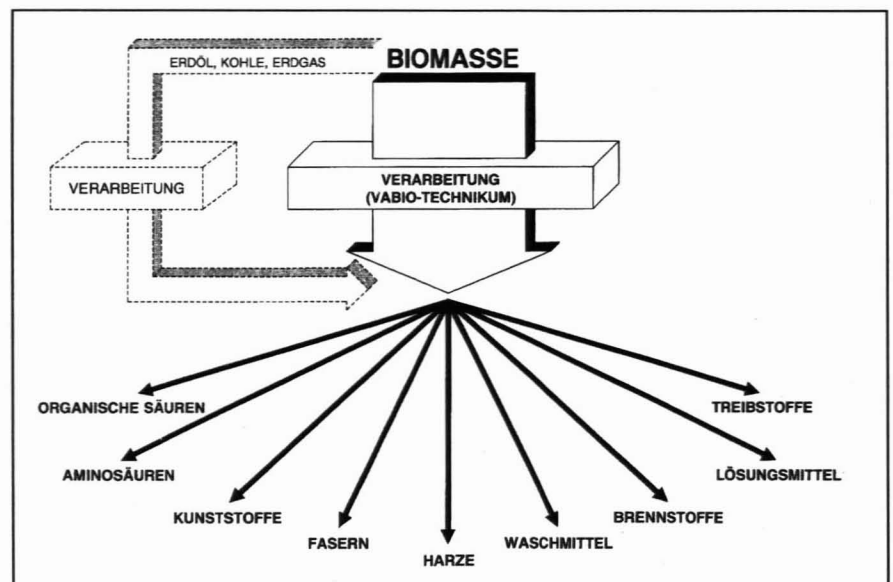 BIOMASSE
ERDÖL, KOHLE, ERDGAS
VERARBEITUNG
VERARBEITUNG
(VABIO-TECHNIKUM)
ORGANISCHE SÄUREN
TREIBSTOFFE
AMINOSÄUREN
LÖSUNGSMITTEL
KUNSTSTOFFE
BRENNSTOFFE
FASERN
WASCHMITTEL
HARZE